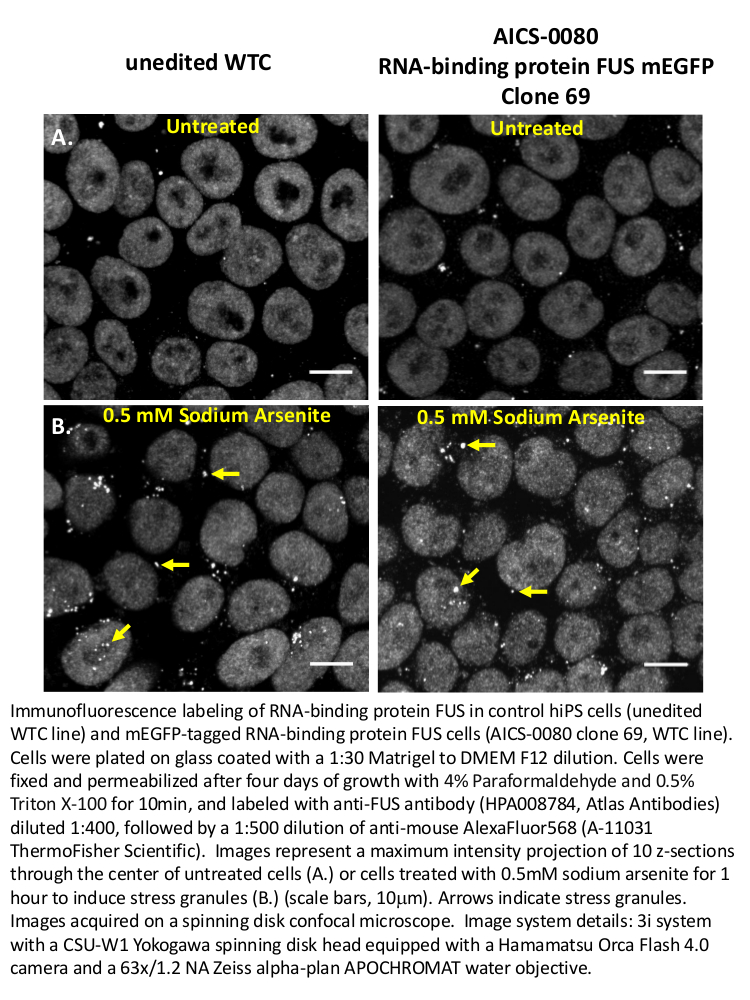 unedited WTC
AICS-0080
RNA-binding protein FUS mEGFP
Clone 69
A.
Untreated
Untreated
B.
0.5 mM Sodium Arsenite
0.5 mM Sodium Arsenite
Immunofluorescence labeling of RNA-binding protein FUS in control hiPS cells (unedited
WTC line) and mEGFP-tagged RNA-binding protein FUS cells (AICS-0080 clone 69, WTC line).
Cells were plated on glass coated with a 1:30 Matrigel to DMEM F12 dilution. Cells were
fixed and permeabilized after four days of growth with 4% Paraformaldehyde and 0.5%
Triton X-100 for 10min, and labeled with anti-FUS antibody (HPA008784, Atlas Antibodies)
diluted 1:400, followed by a 1:500 dilution of anti-mouse AlexaFluor568 (A-11031
ThermoFisher Scientific).  Images represent a maximum intensity projection of 10 z-sections
through the center of untreated cells (A.) or cells treated with 0.5mM sodium arsenite for 1
hour to induce stress granules (B.) (scale bars, 10μm). Arrows indicate stress granules.
Images acquired on a spinning disk confocal microscope.  Image system details: 3i system
with a CSU-W1 Yokogawa spinning disk head equipped with a Hamamatsu Orca Flash 4.0
camera and a 63x/1.2 NA Zeiss alpha-plan APOCHROMAT water objective.